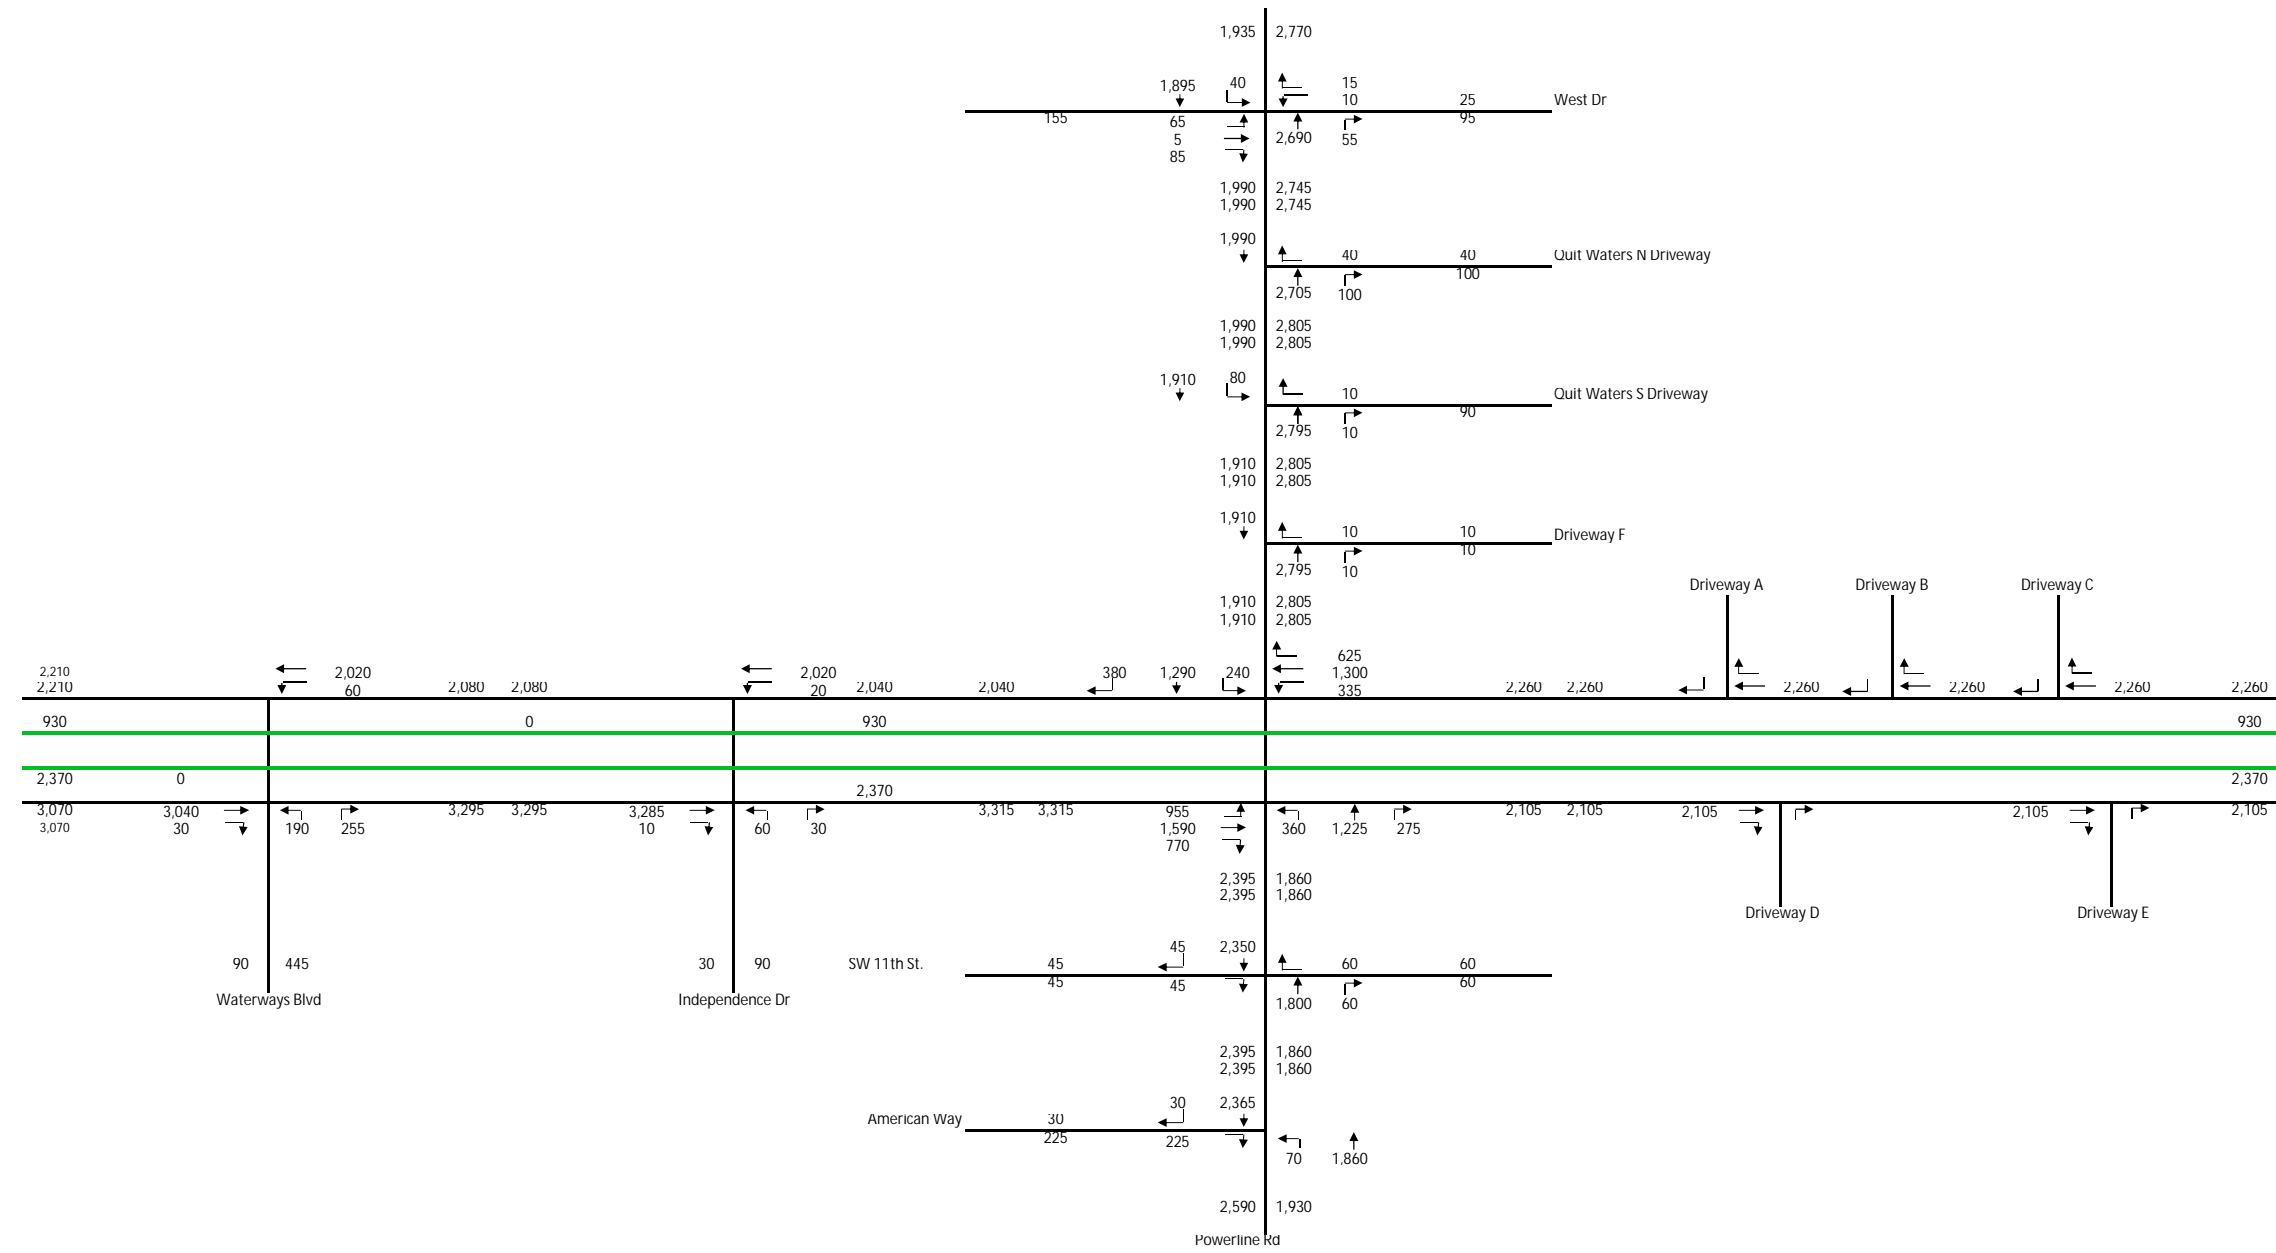 1,935 2,770
1,895 40 15
10 25 West Dr
155 65 95
5 2,690 55
85
1,990 2,745
1,990 2,745
1,990 40 40 Quit Waters N Driveway
100
2,705 100
1,990 2,805
1,990 2,805
1,910 80 10 Quit Waters S Driveway
90
2,795 10
1,910 2,805
1,910 2,805
1,910 10 10 Driveway F
10
2,795 10
Driveway A Driveway B Driveway C
1,910 2,805
1,910 2,805
625
2,210 2,020 2,020 380 1,290 240 1,300
2,210 60 2,080 2,080 20 2,040 2,040 335 2,260 2,260 2,260 2,260 2,260 2,260
930 0 930 930
2,370 0 2,370
2,370
3,070 3,040 3,295 3,295 3,285 3,315 3,315 955 2,105 2,105 2,105 2,105 2,105
3,070 30 190 255 10 60 30 1,590 360 1,225 275
770
2,395 1,860
2,395 1,860
Driveway D Driveway E
45 2,350
90 445 30 90 SW 11th St. 45 60 60
45 45 60
1,800 60
Waterways Blvd Independence Dr
2,395 1,860
2,395 1,860
30 2,365
American Way 30
225 225
70 1,860
2,590 1,930
Powerline Rd